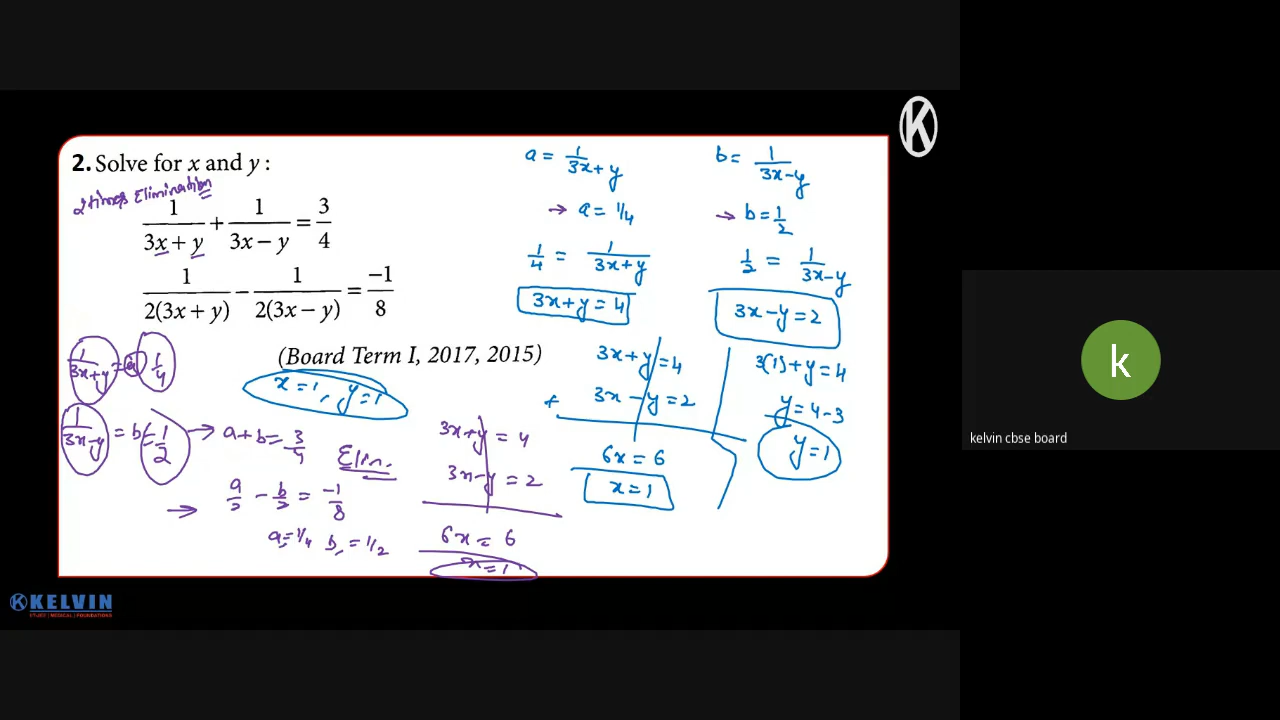 2. Solve for x and y :
2 times Elimination
1/(3x + y) + 1/(3x − y) = 3/4
1/(2(3x + y)) − 1/(2(3x − y)) = −1/8
(Board Term I, 2017, 2015)
x = 1, y = 1
1/(3x+y) = a = 1/4
1/(3x−y) = b = 1/2
→ a + b = 3/4
Elim.
→ a/2 − b/2 = −1/8
a = 1/4 b = 1/2
3x+y = 4
3x−y = 2
6x = 6
x = 1
a = 1/(3x+y)
→ a = 1/4
1/4 = 1/(3x+y)
3x+y = 4
b = 1/(3x−y)
→ b = 1/2
1/2 = 1/(3x−y)
3x−y = 2
3x+y = 4
+ 3x−y = 2
6x = 6
x = 1
3(1)+y = 4
y = 4−3
y = 1
K
k
kelvin cbse board
KELVIN